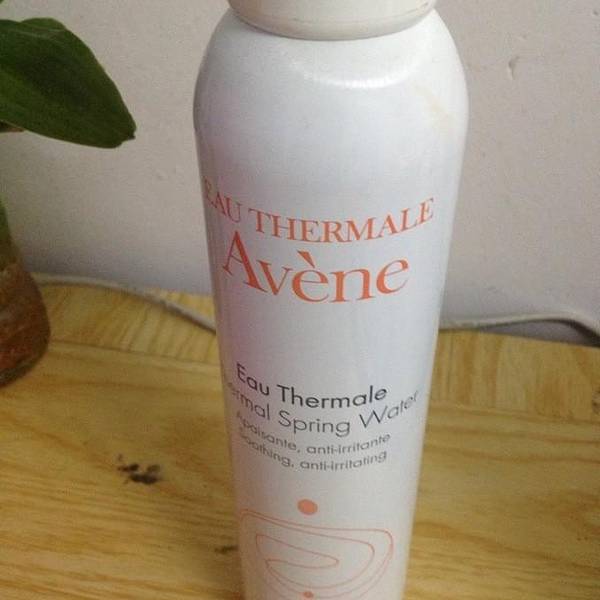 EAU THERMALE
Avène
Eau Thermale
Thermal Spring Water
Apaisante, anti-irritante
Soothing, anti-irritating